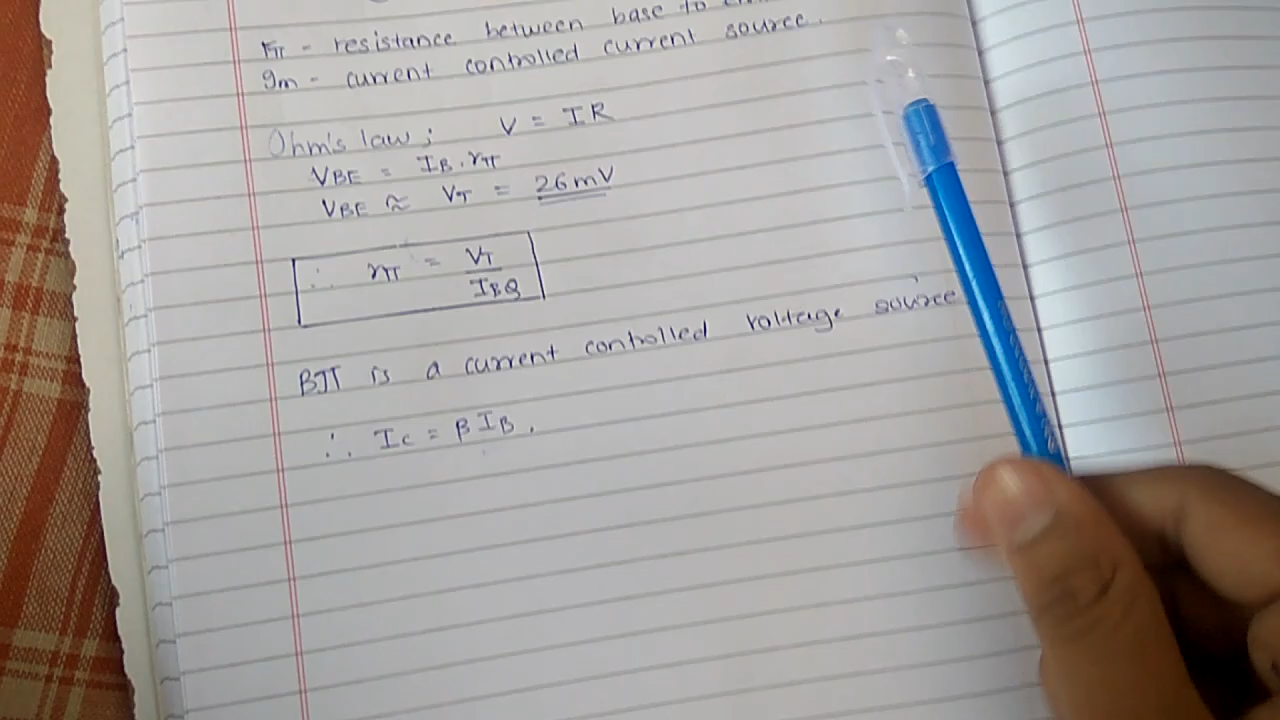 rπ - resistance between base to
gm - current controlled current source.
Ohm's law; V = IR
VBE = IB.rπ
VBE ≈ VT = 26mV
∴ rπ = VT / IBQ
BJT is a current controlled voltage source
∴ IC = βIB.